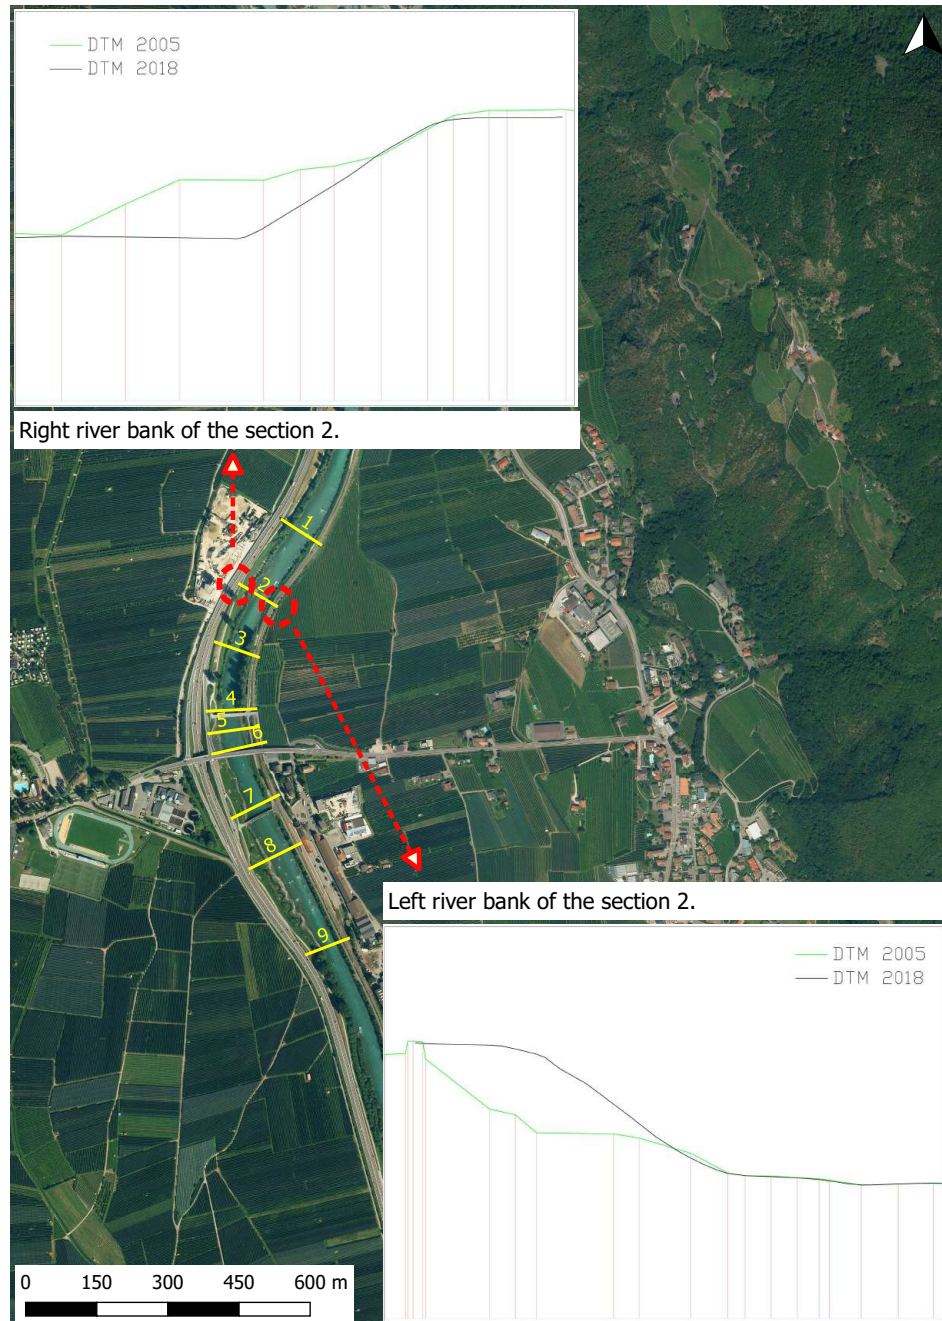 DTM 2005
DTM 2018
Right river bank of the section 2.
1
2
3
4
5
6
7
8
9
Left river bank of the section 2.
DTM 2005
DTM 2018
0 150 300 450 600 m